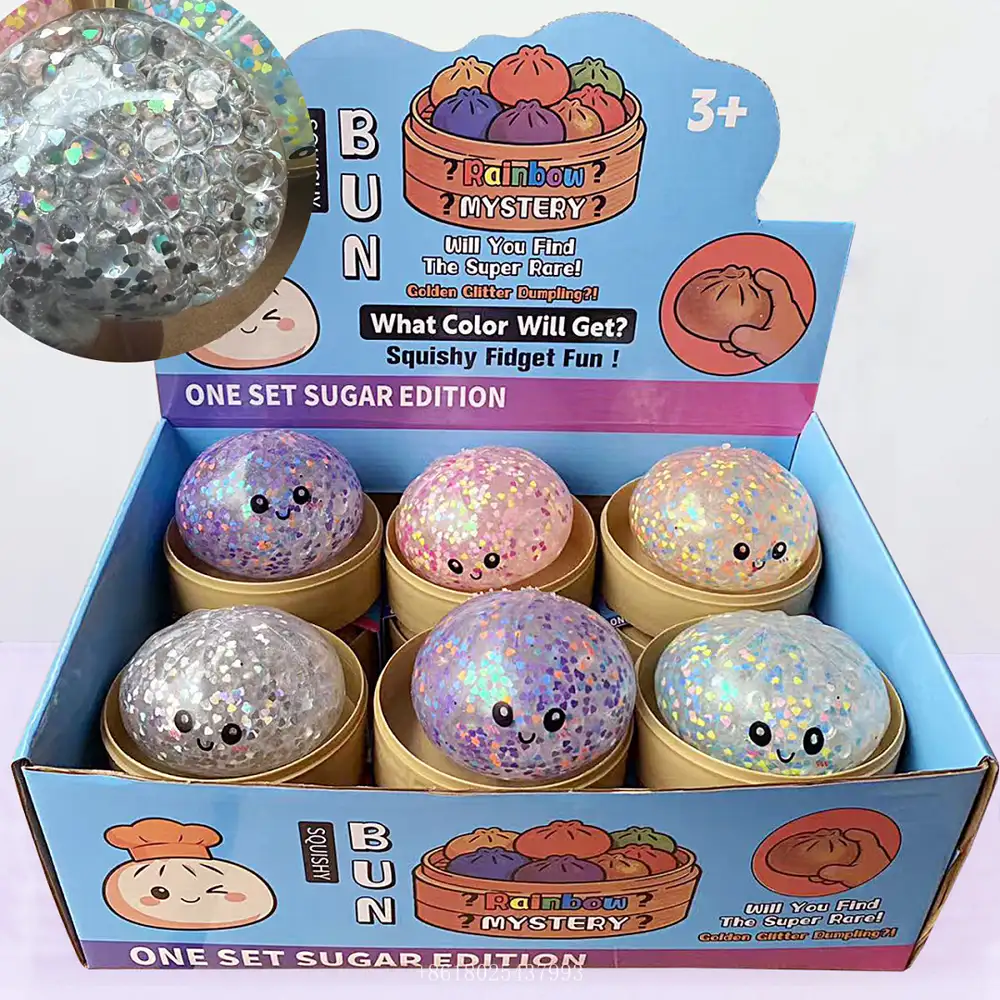 SQUISHY
BUN
3+
? Rainbow ?
? MYSTERY ?
Will You Find
The Super Rare!
Golden Glitter Dumpling?!
What Color Will Get?
Squishy Fidget Fun !
ONE SET SUGAR EDITION
ON
SQUISHY
BUN
? Rainbow ?
? MYSTERY ?
Will You Find
The Super Rare!
Golden Glitter Dumpling?!
ONE SET SUGAR EDITION
+8618025437993